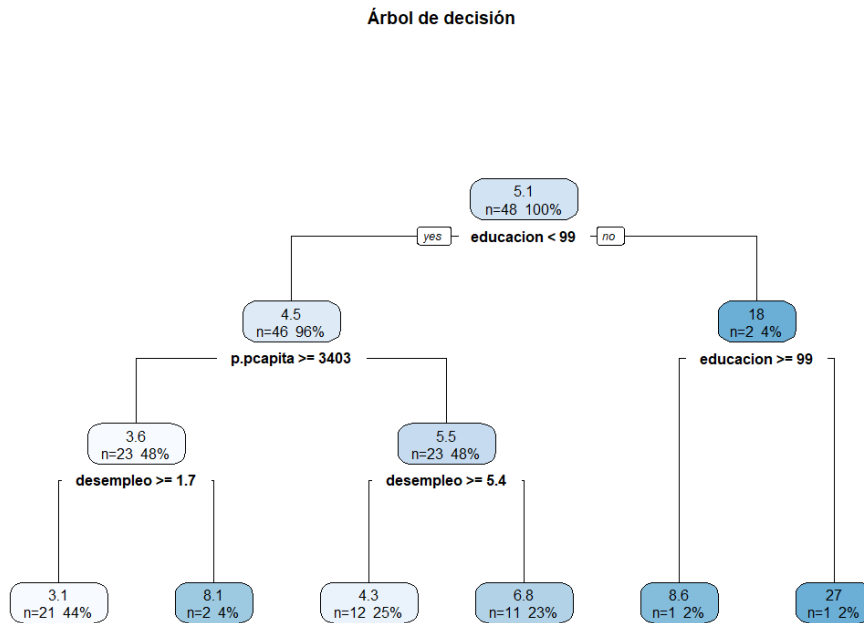 Árbol de decisión
5.1
n=48 100%
yes educacion < 99 no
4.5
n=46 96%
18
n=2 4%
p.pcapita >= 3403
educacion >= 99
3.6
n=23 48%
5.5
n=23 48%
desempleo >= 1.7
desempleo >= 5.4
3.1
n=21 44%
8.1
n=2 4%
4.3
n=12 25%
6.8
n=11 23%
8.6
n=1 2%
27
n=1 2%